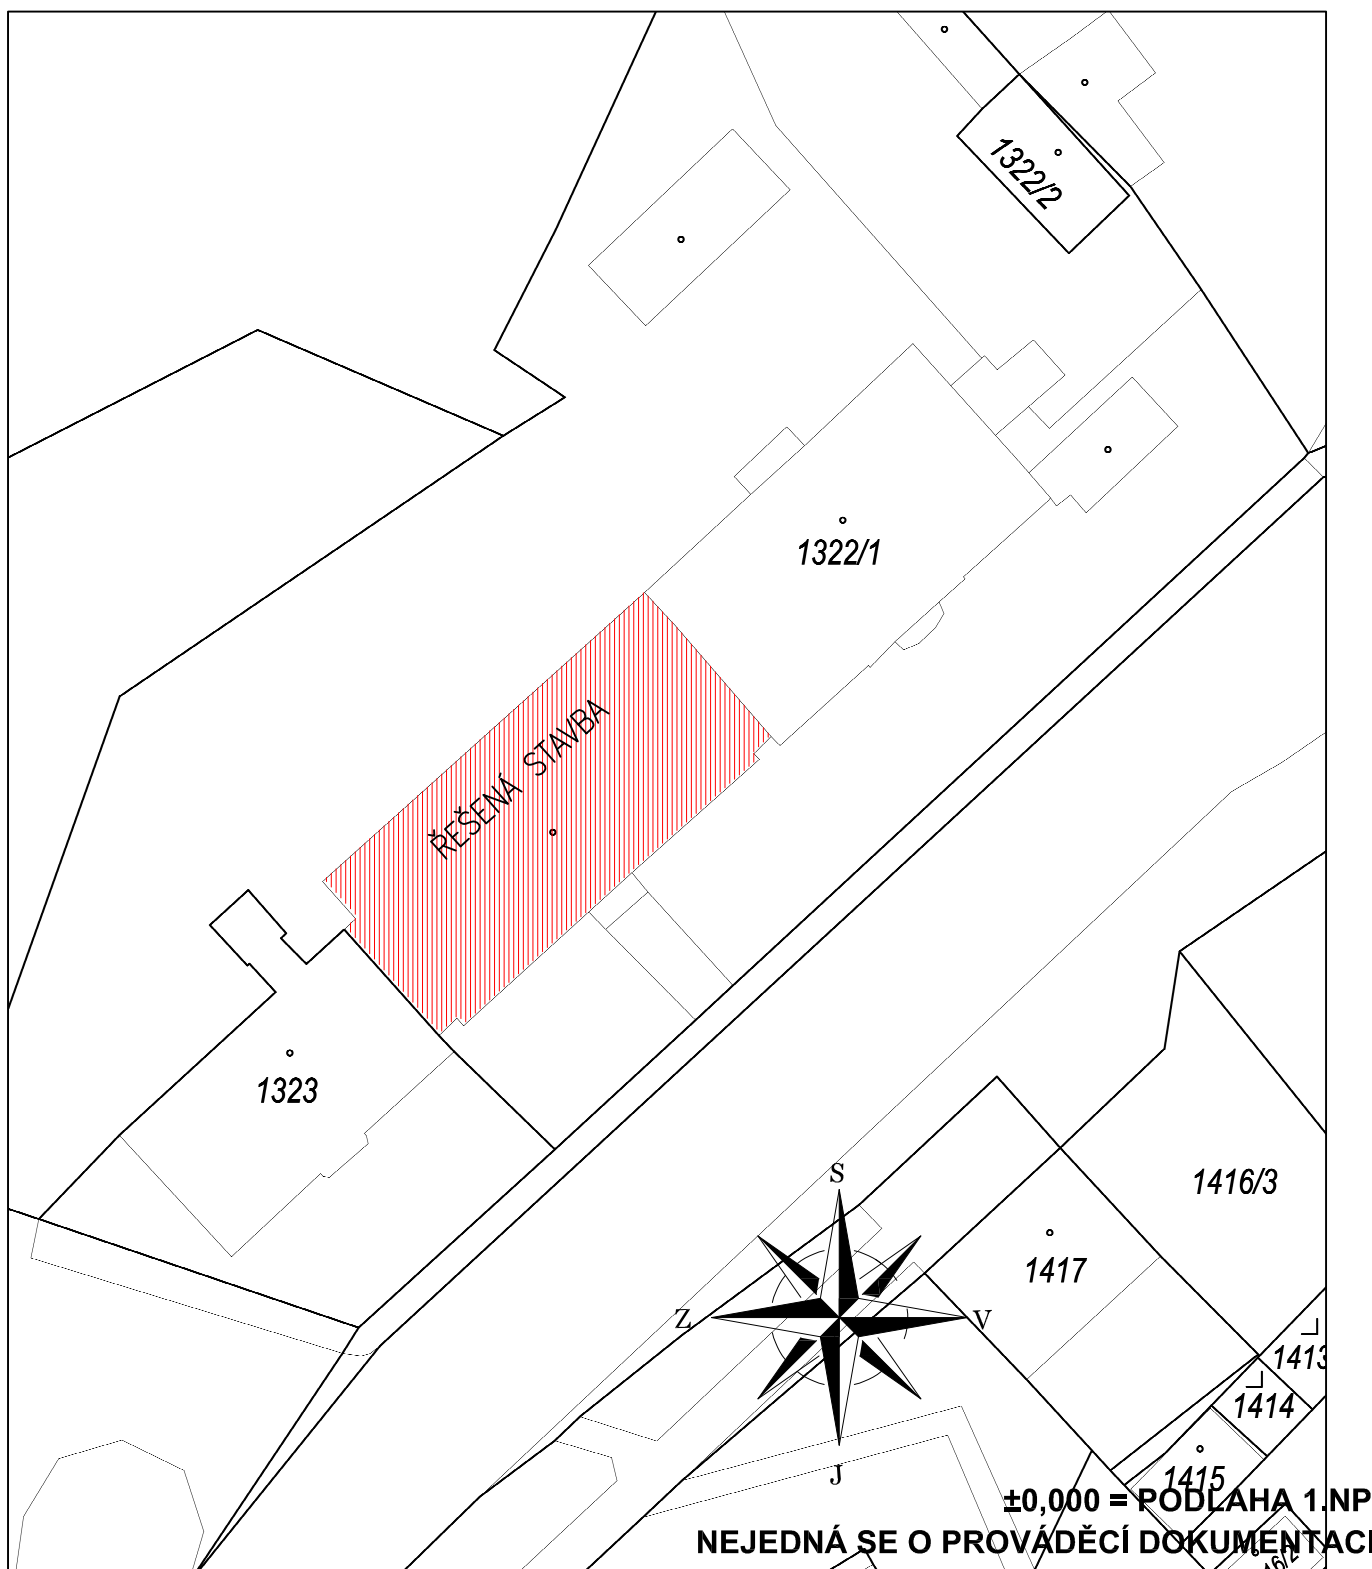 1322/2
1322/1
ŘEŠENÁ STAVBA
1323
S
1416/3
1417
Z
V
1413
1414
J
1415
±0,000 = PODLAHA 1.NP
NEJEDNÁ SE O PROVÁDĚCÍ DOKUMENTACI